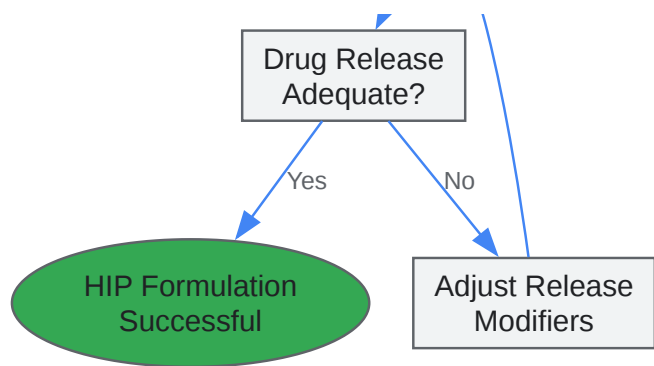 Drug Release
Adequate?
Yes
No
HIP Formulation
Successful
Adjust Release
Modifiers